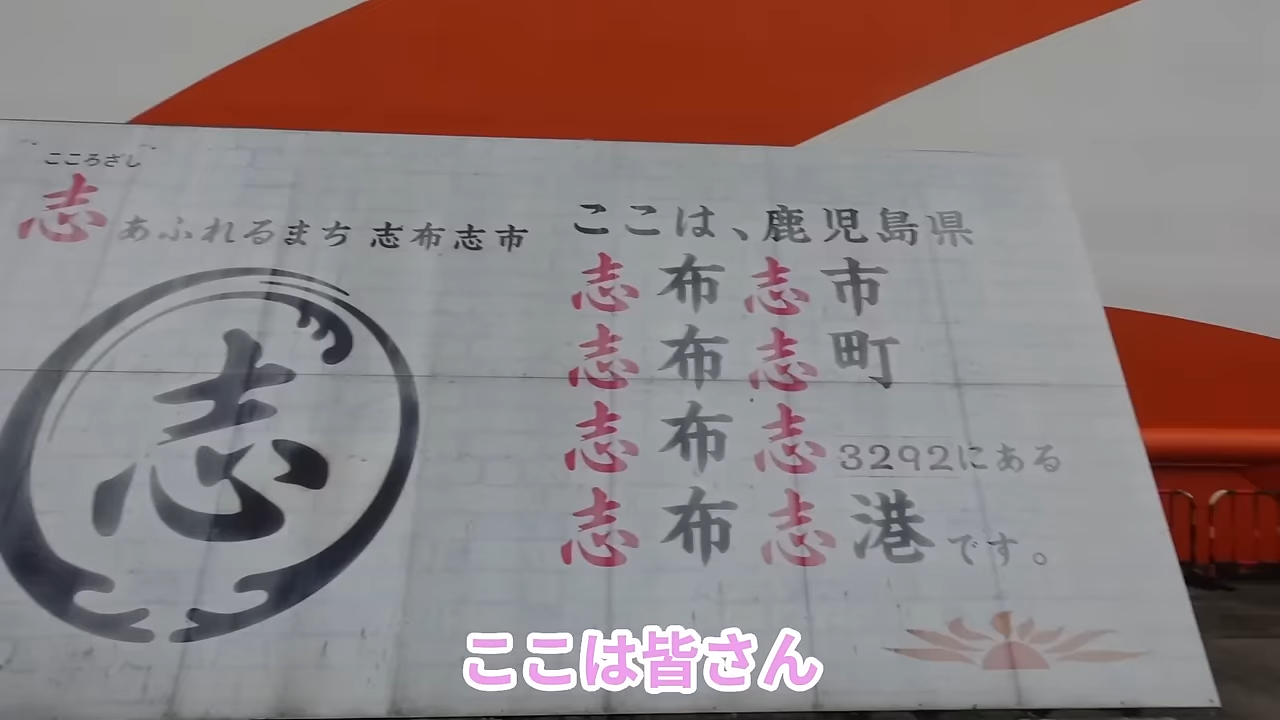 こころざし
志あふれるまち 志布志市
志
ここは、鹿児島県
志布志市
志布志町
志布志3292にある
志布志港です。
ここは皆さん